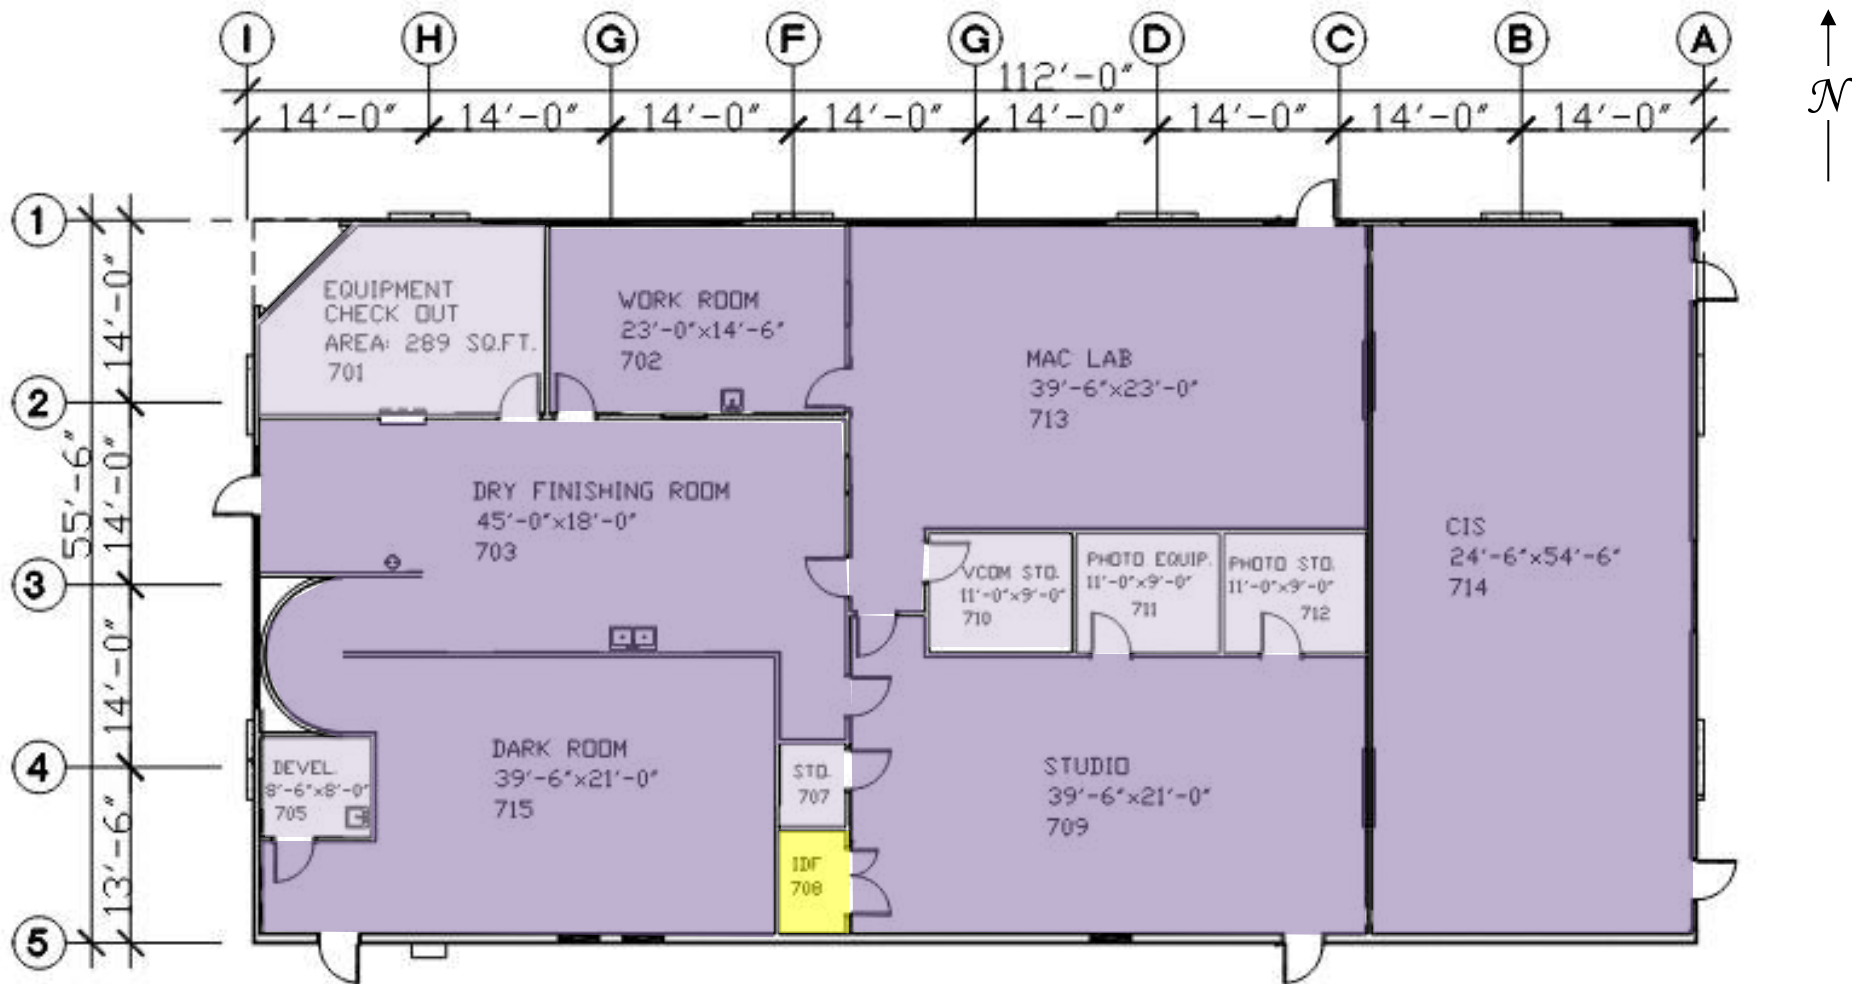 I H G F G D C B A
112'-0"
14'-0" 14'-0" 14'-0" 14'-0" 14'-0" 14'-0" 14'-0" 14'-0"
N
1
2
3
4
5
55'-6"
14'-0"
14'-0"
14'-0"
13'-6"
EQUIPMENT
CHECK OUT
AREA: 289 SQ.FT.
701
WORK ROOM
23'-0"x14'-6"
702
MAC LAB
39'-6"x23'-0"
713
DRY FINISHING ROOM
45'-0"x18'-0"
703
CIS
24'-6"x54'-6"
714
VCOM STO.
11'-0"x9'-0"
710
PHOTO EQUIP.
11'-0"x9'-0"
711
PHOTO STO.
11'-0"x9'-0"
712
DEVEL.
8'-6"x8'-0"
705
DARK ROOM
39'-6"x21'-0"
715
STO.
707
IDF
708
STUDIO
39'-6"x21'-0"
709